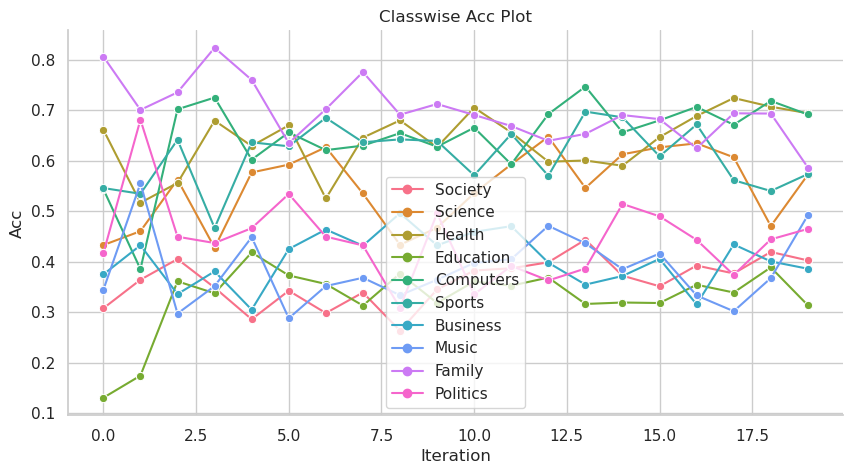 Classwise Acc Plot
Acc
0.8
0.7
0.6
0.5
0.4
0.3
0.2
0.1
Society
Science
Health
Education
Computers
Sports
Business
Music
Family
Politics
0.0 2.5 5.0 7.5 10.0 12.5 15.0 17.5
Iteration